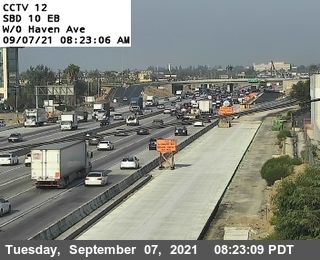 CCTV 12
SBD 10 EB
W/O Haven Ave
09/07/21 08:23:06 AM
Tuesday, September 07, 2021 08:23:09 PDT